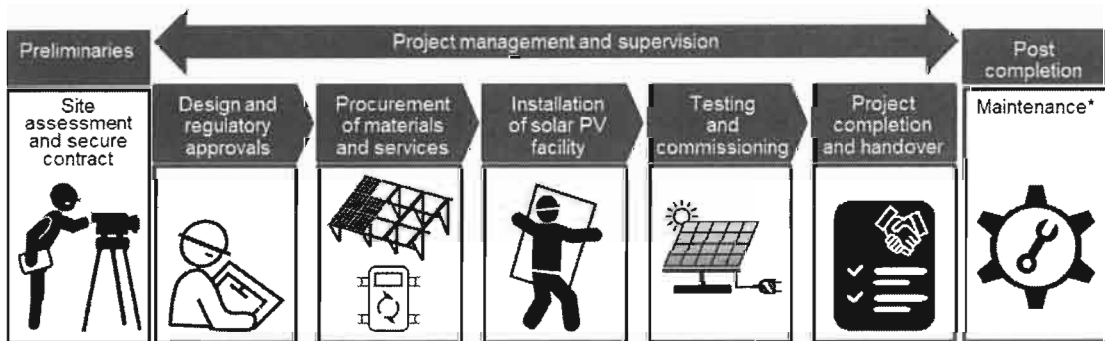 Preliminaries
Project management and supervision
Post
completion
Site
assessment
and secure
contract
Design and
regulatory
approvals
Procurement
of materials
and services
Installation
of solar PV
facility
Testing
and
commissioning
Project
completion
and handover
Maintenance*